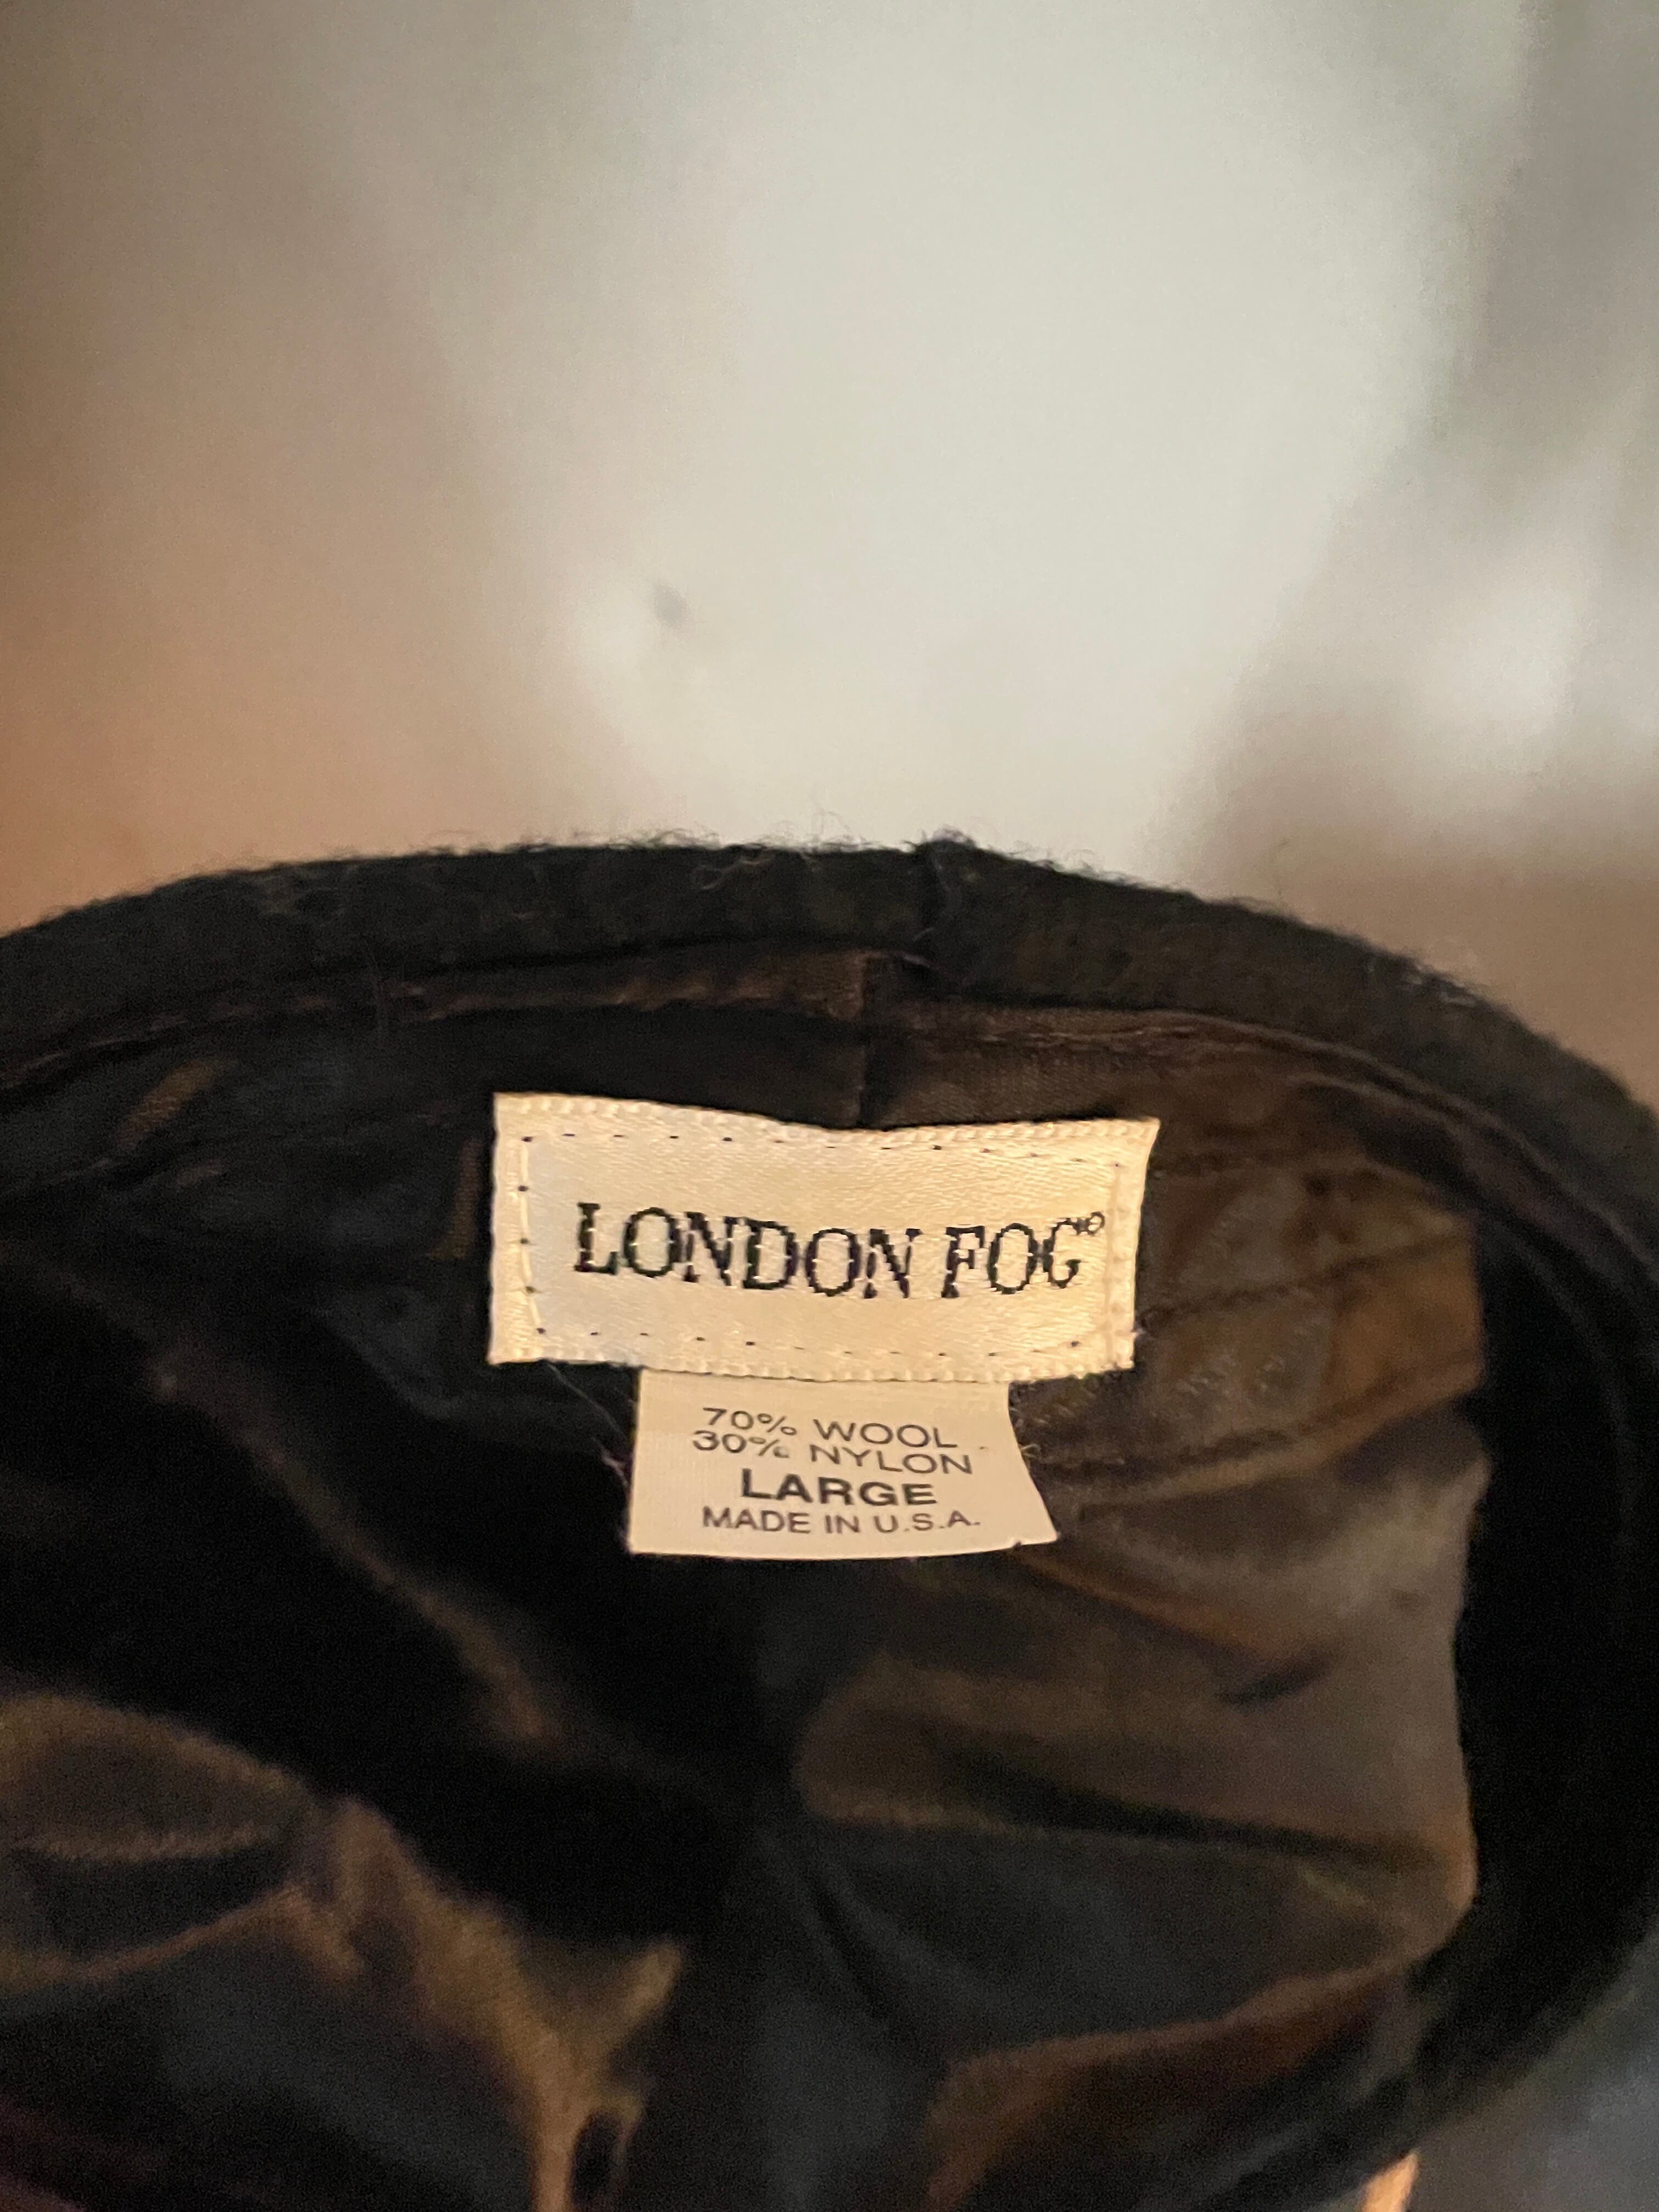 LONDON FOG®
70% WOOL
30% NYLON
LARGE
MADE IN U.S.A.